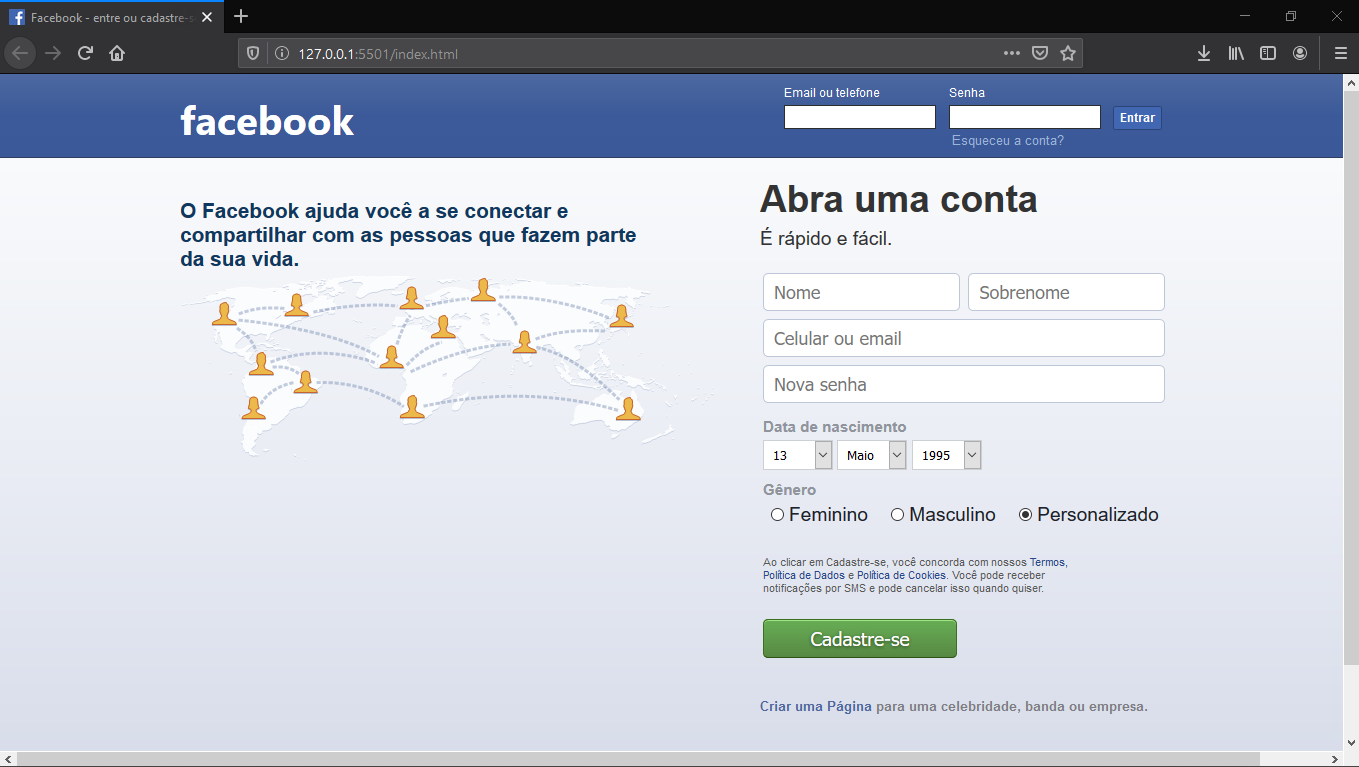 Facebook - entre ou cadastre-s
127.0.0.1:5501/index.html
facebook
Email ou telefone
Senha
Entrar
Esqueceu a conta?
O Facebook ajuda você a se conectar e
compartilhar com as pessoas que fazem parte
da sua vida.
Abra uma conta
É rápido e fácil.
Nome
Sobrenome
Celular ou email
Nova senha
Data de nascimento
13 Maio 1995
Gênero
Feminino Masculino Personalizado
Ao clicar em Cadastre-se, você concorda com nossos Termos,
Política de Dados e Política de Cookies. Você pode receber
notificações por SMS e pode cancelar isso quando quiser.
Cadastre-se
Criar uma Página para uma celebridade, banda ou empresa.